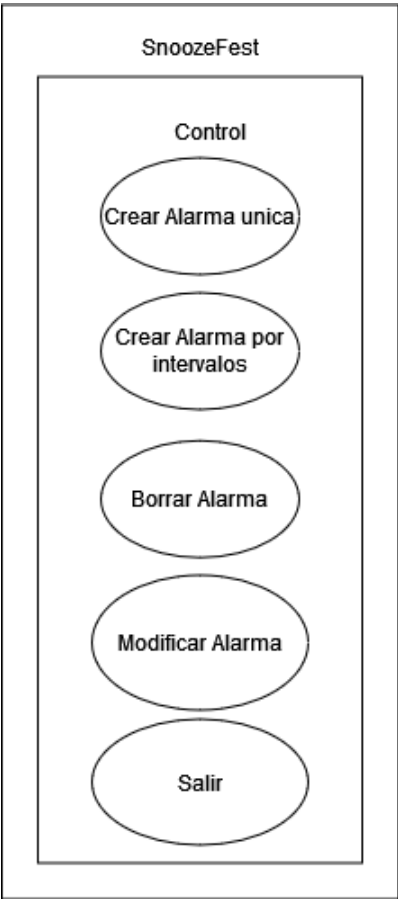 SnoozeFest
Control
Crear Alarma unica
Crear Alarma por
intervalos
Borrar Alarma
Modificar Alarma
Salir